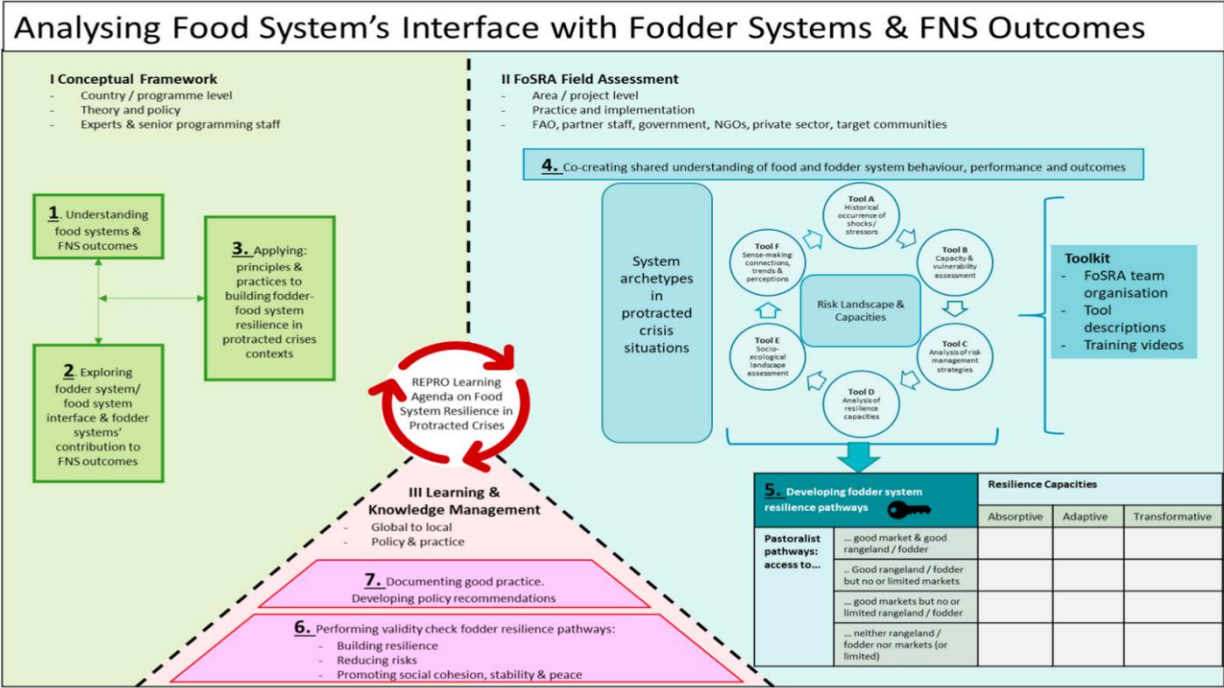 Analysing Food System's Interface with Fodder Systems & FNS Outcomes
I Conceptual Framework
- Country / programme level
- Theory and policy
- Experts & senior programming staff
1. Understanding
food systems &
FNS outcomes
2. Exploring
fodder system/
food system
interface & fodder
systems'
contribution to
FNS outcomes
3. Applying:
principles &
practices to
building fodder-
food system
resilience in
protracted crises
contexts
REPRO Learning
Agenda on Food
System Resilience in
Protracted Crises
II FoSRA Field Assessment
- Area / project level
- Practice and implementation
- FAO, partner staff, government, NGOs, private sector, target communities
4. Co-creating shared understanding of food and fodder system behaviour, performance and outcomes
System
archetypes
in
protracted
crisis
situations
Tool A
Historical
occurrence of
shocks/
stressors
Tool B
Capacity &
vulnerability
assessment
Tool C
Analysis of risk
management
strategies
Tool D
Analysis of
resilience
capacities
Tool E
Socio-
ecological
landscape
assessment
Tool F
Sense-making:
connections,
trends &
perceptions
Risk Landscape &
Capacities
Toolkit
- FoSRA team
organisation
- Tool
descriptions
- Training videos
5. Developing fodder system
resilience pathways
Resilience Capacities
Absorptive Adaptive Transformative
Pastoralist
pathways:
access to...
... good market & good
rangeland / fodder
.. Good rangeland / fodder
but no or limited markets
... good markets but no or
limited rangeland / fodder
... neither rangeland /
fodder nor markets (or
limited)
III Learning &
Knowledge Management
- Global to local
- Policy & practice
7. Documenting good practice.
Developing policy recommendations
6. Performing validity check fodder resilience pathways:
- Building resilience
- Reducing risks
- Promoting social cohesion, stability & peace